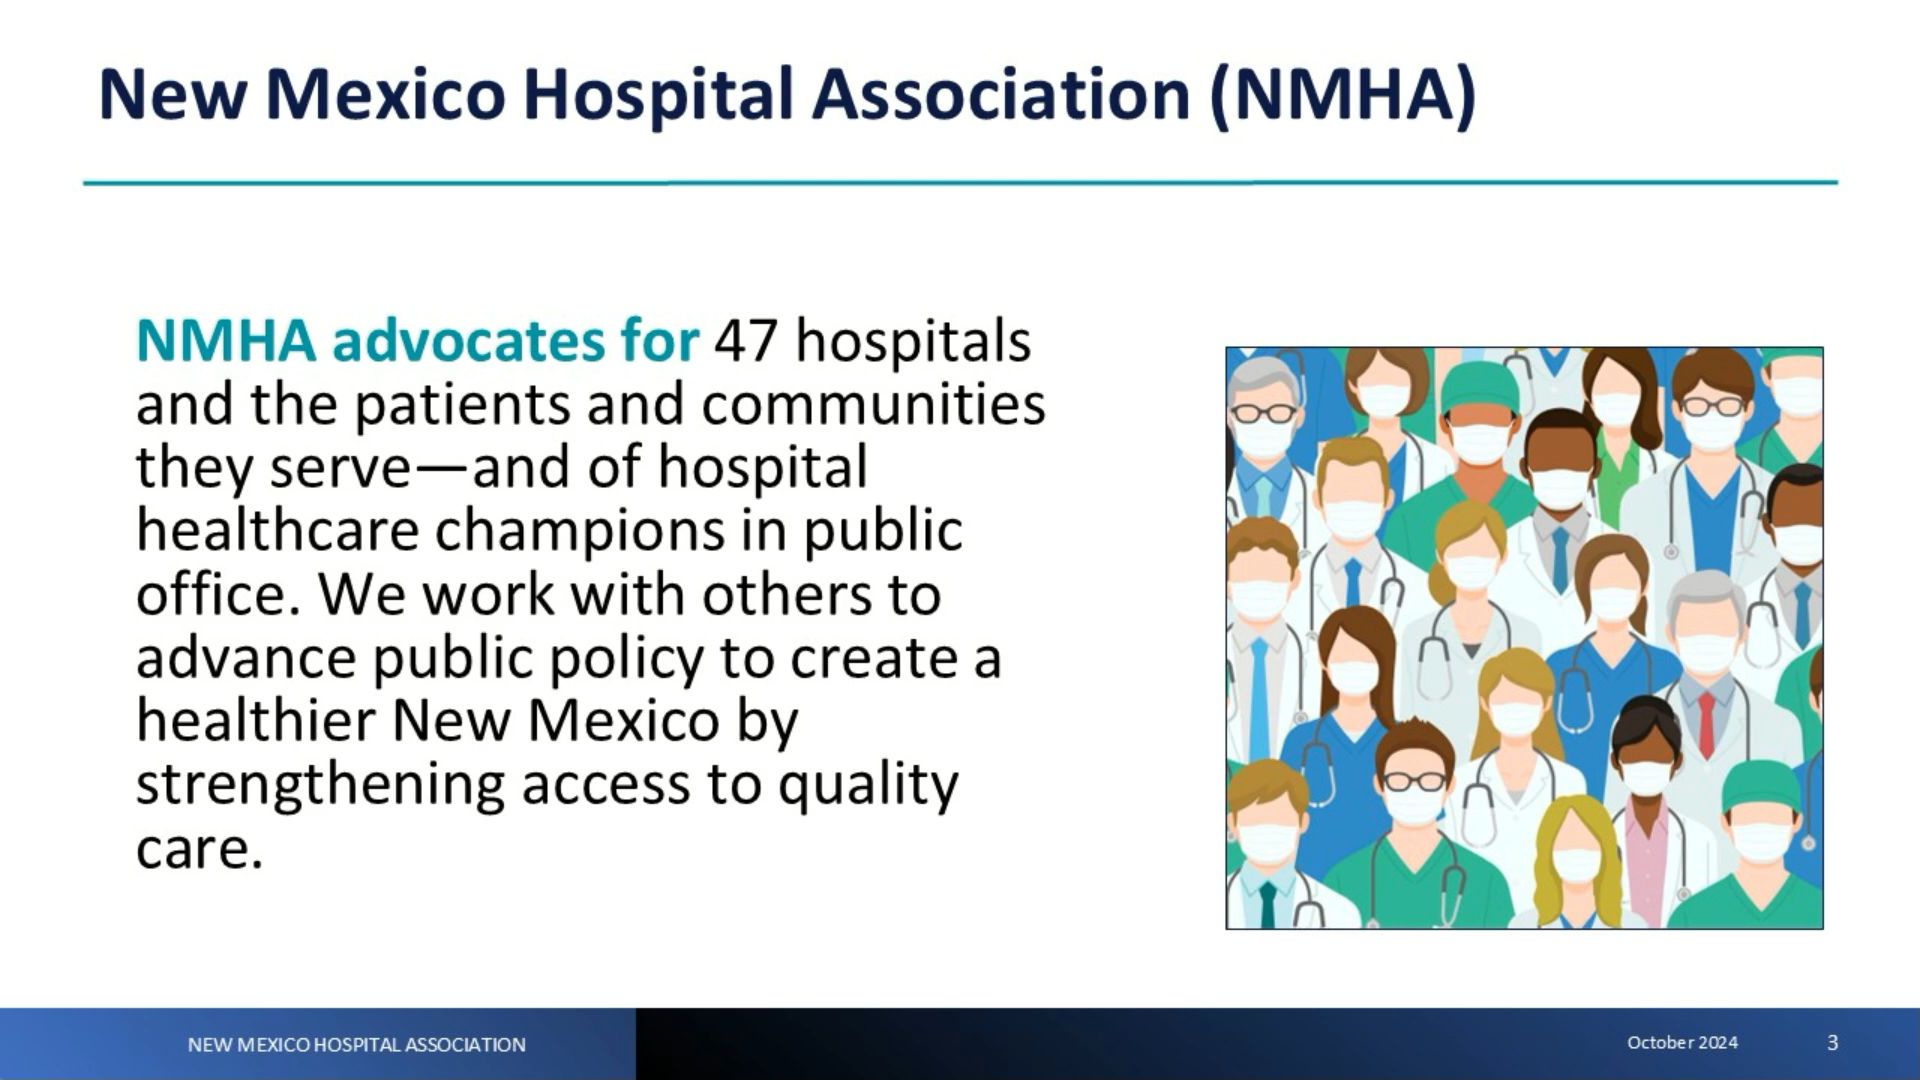 New Mexico Hospital Association (NMHA)
NMHA advocates for 47 hospitals
and the patients and communities
they serve—and of hospital
healthcare champions in public
office. We work with others to
advance public policy to create a
healthier New Mexico by
strengthening access to quality
care.
NEW MEXICO HOSPITAL ASSOCIATION
October 2024
3